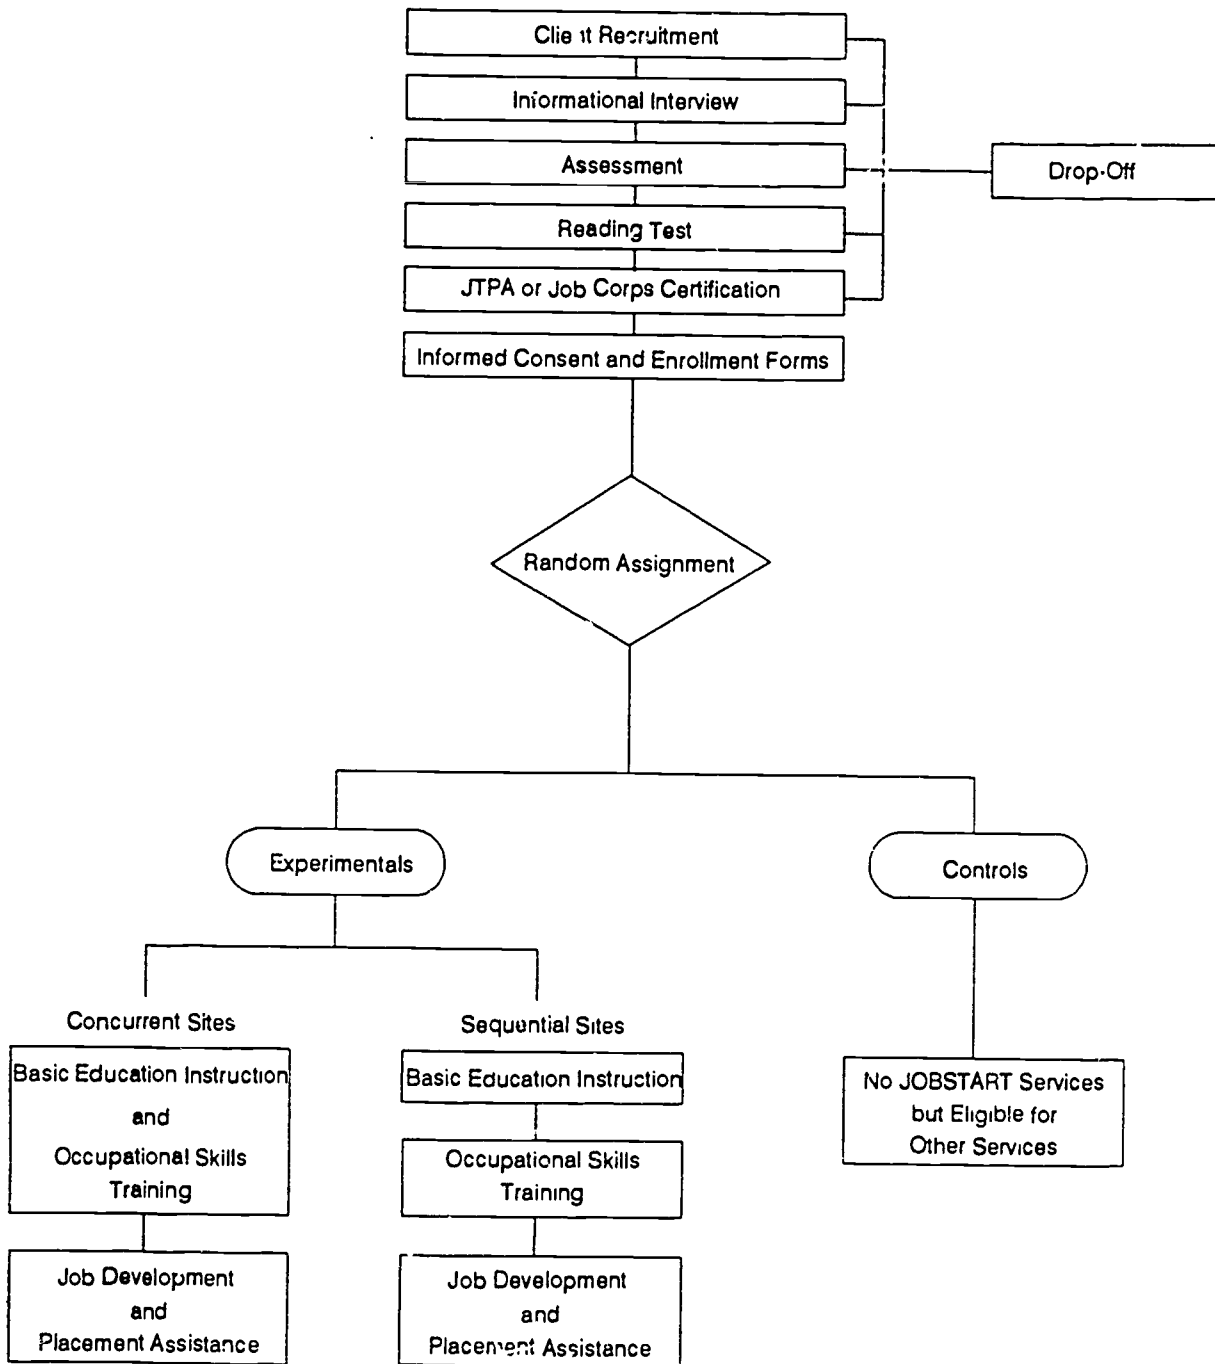 Client Recruitment
Informational Interview
Assessment
Drop-Off
Reading Test
JTPA or Job Corps Certification
Informed Consent and Enrollment Forms
Random Assignment
Experimentals
Controls
Concurrent Sites
Basic Education Instruction
and
Occupational Skills
Training
Job Development
and
Placement Assistance
Sequential Sites
Basic Education Instruction
Occupational Skills
Training
Job Development
and
Placement Assistance
No JOBSTART Services
but Eligible for
Other Services